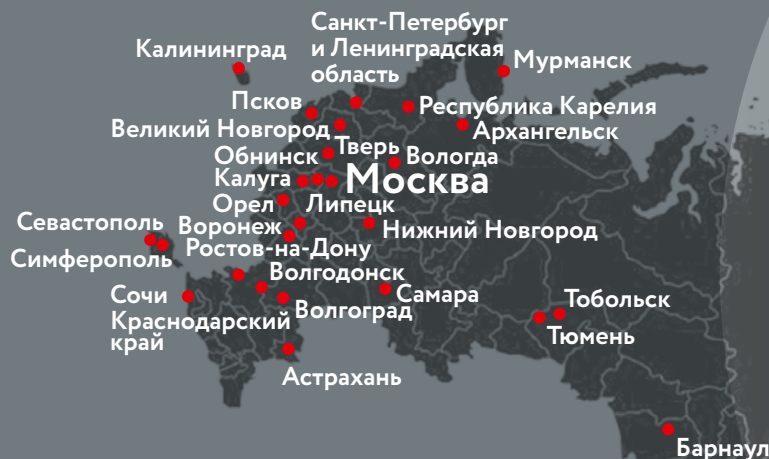 Санкт-Петербург
и Ленинградская
область
Калининград
Мурманск
Псков
Республика Карелия
Великий Новгород
Архангельск
Тверь
Обнинск
Вологда
Калуга
Москва
Орел
Липецк
Севастополь
Воронеж
Нижний Новгород
Ростов-на-Дону
Симферополь
Волгодонск
Сочи
Самара
Тобольск
Краснодарский
край
Волгоград
Тюмень
Астрахань
Барнаул